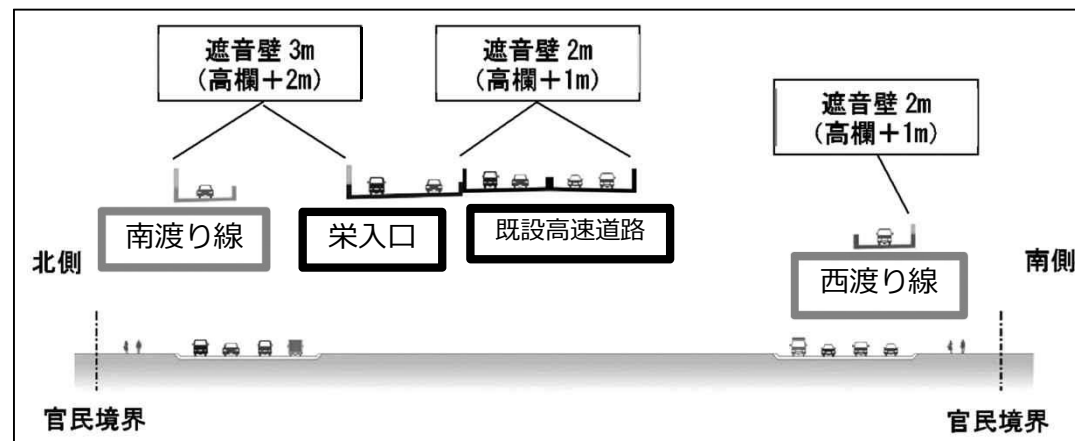 遮音壁 3m
(高欄+2m)
遮音壁 2m
(高欄+1m)
遮音壁 2m
(高欄+1m)
南渡り線
栄入口
既設高速道路
西渡り線
北側
南側
官民境界
官民境界